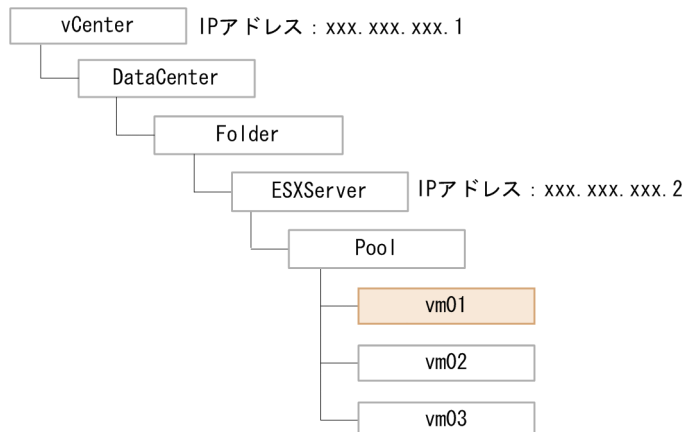 vCenter IPアドレス：xxx.xxx.xxx.1
DataCenter
Folder
ESXServer IPアドレス：xxx.xxx.xxx.2
Pool
vm01
vm02
vm03